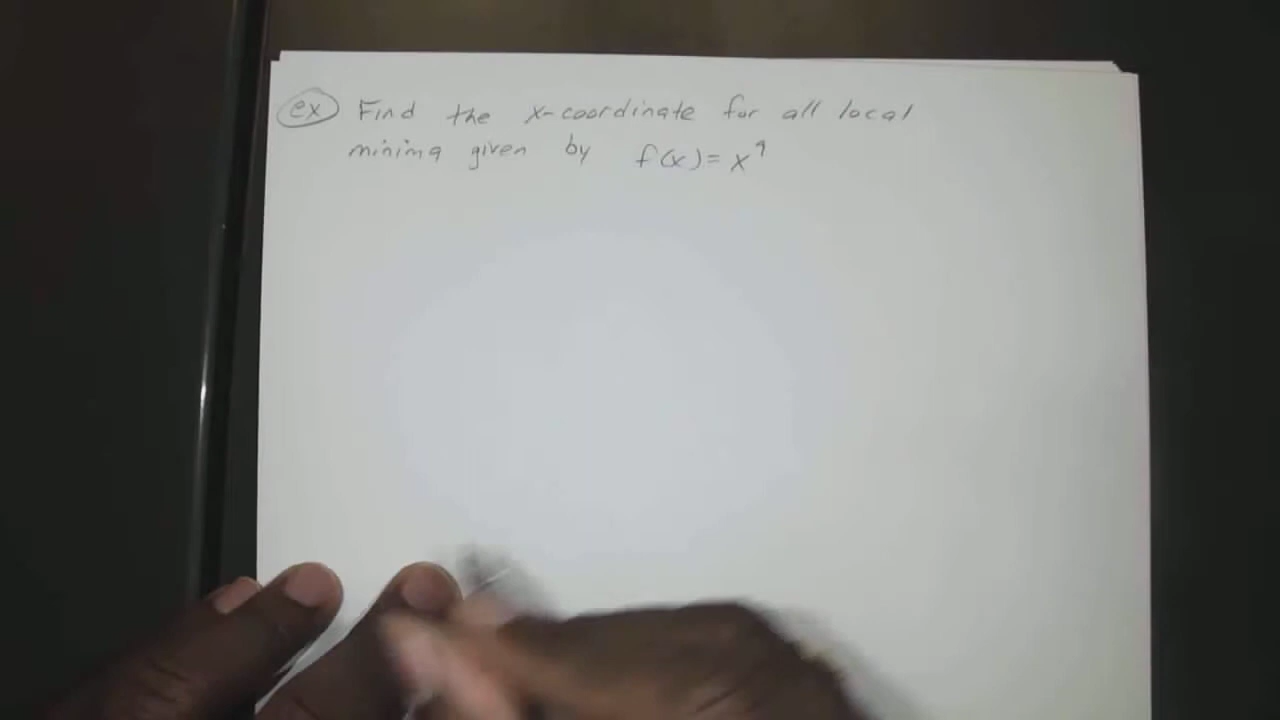 ex Find the x-coordinate for all local
minima given by f(x) = x⁴